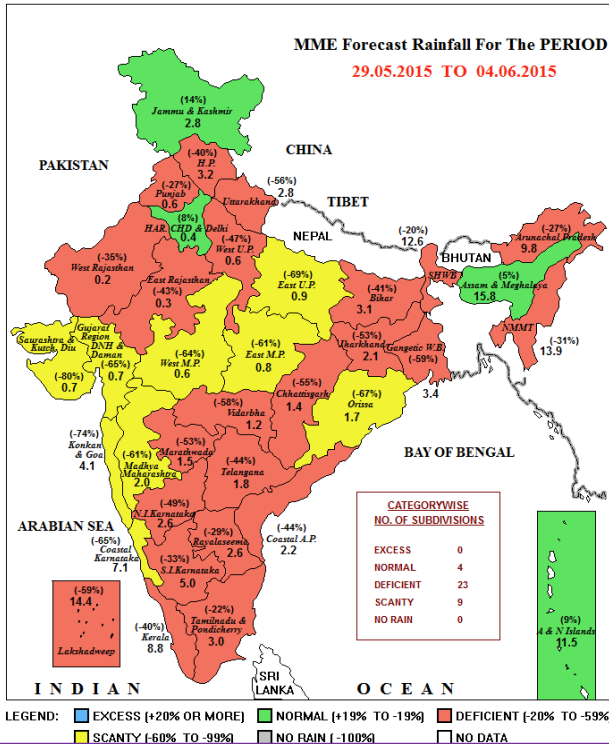 MME Forecast Rainfall For The PERIOD
29.05.2015 TO 04.06.2015
(14%)
Jammu & Kashmir
2.8
CHINA
(-40%)
H.P.
3.2
PAKISTAN
(-27%)
Punjab
0.6
(-56%)
2.8
Uttarakhand
TIBET
(8%)
HAR. CHD & Delhi
0.4
NEPAL
(-20%)
12.6
(-27%)
Arunachal Pradesh
9.8
(-47%)
West U.P.
0.6
BHUTAN
(-35%)
West Rajasthan
0.2
East Rajasthan
(-43%)
0.3
(-69%)
East U.P.
0.9
(-41%)
Bihar
3.1
SHWB
(5%)
Assam & Meghalaya
15.8
NMMT
(-31%)
13.9
Gujarat
Region
DNH &
Daman
(-65%)
0.7
Saurashtra &
Kutch, Diu
(-80%)
0.7
(-64%)
West M.P.
0.6
(-61%)
East M.P.
0.8
(-53%)
Jharkhand
2.1
Gangetic W.B.
(-59%)
3.4
(-55%)
Chhattisgarh
1.4
(-67%)
Orissa
1.7
(-58%)
Vidarbha
1.2
(-74%)
Konkan
& Goa
4.1
(-61%)
Madhya
Maharashtra
2.0
(-53%)
Marathwada
1.5
(-44%)
Telangana
1.8
BAY OF BENGAL
(-49%)
N.I.Karnataka
2.6
(-29%)
Rayalaseema
2.6
(-44%)
Coastal A.P.
2.2
ARABIAN SEA
(-65%)
Coastal
Karnataka
7.1
(-33%)
S.I.Karnataka
5.0
(-59%)
14.4
Lakshadweep
(-40%)
Kerala
8.8
(-22%)
Tamilnadu &
Pondicherry
3.0
CATEGORYWISE
NO. OF SUBDIVISIONS
EXCESS 0
NORMAL 4
DEFICIENT 23
SCANTY 9
NO RAIN 0
(9%)
A & N Islands
11.5
SRI
LANKA
INDIAN OCEAN
LEGEND: EXCESS (+20% OR MORE) NORMAL (+19% TO -19%) DEFICIENT (-20% TO -59%)
SCANTY (-60% TO -99%) NO RAIN (-100%) NO DATA